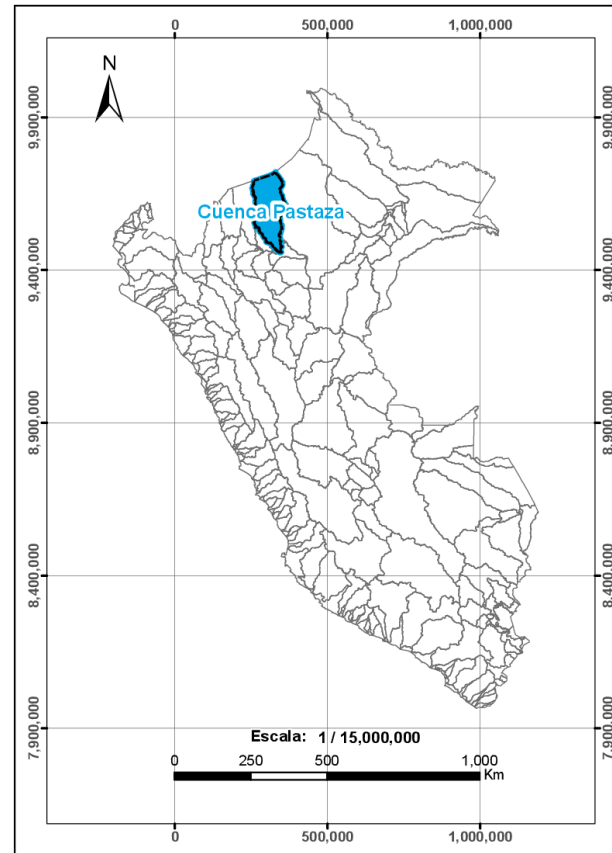 0 500,000 1,000,000
N
9,900,000 9,900,000
Cuenca Pastaza
9,400,000 9,400,000
8,900,000 8,900,000
8,400,000 8,400,000
7,900,000 7,900,000
Escala: 1 / 15,000,000
0 250 500 1,000
Km
0 500,000 1,000,000